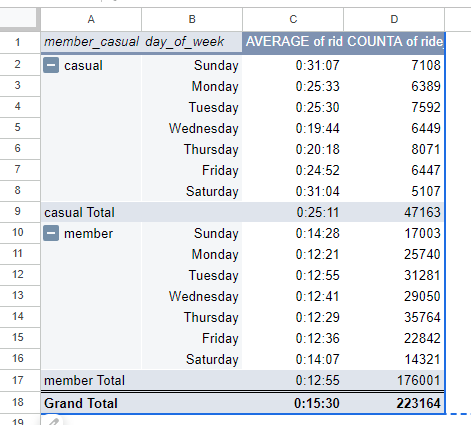 A B C D
1 member_casual day_of_week AVERAGE of rid COUNTA of ride
2 casual Sunday 0:31:07 7108
3 Monday 0:25:33 6389
4 Tuesday 0:25:30 7592
5 Wednesday 0:19:44 6449
6 Thursday 0:20:18 8071
7 Friday 0:24:52 6447
8 Saturday 0:31:04 5107
9 casual Total 0:25:11 47163
10 member Sunday 0:14:28 17003
11 Monday 0:12:21 25740
12 Tuesday 0:12:55 31281
13 Wednesday 0:12:41 29050
14 Thursday 0:12:29 35764
15 Friday 0:12:36 22842
16 Saturday 0:14:07 14321
17 member Total 0:12:55 176001
18 Grand Total 0:15:30 223164
19